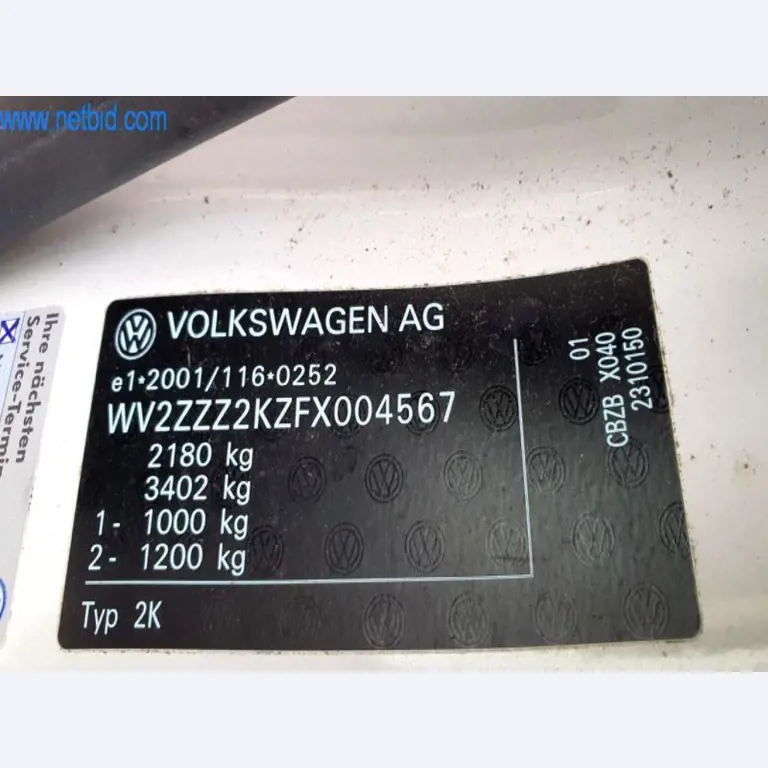 www.netbid.com
Ihre nächsten
Service-Termin
VOLKSWAGEN AG
e1*2001/116*0252
WV2ZZZ2KZFX004567
2180 kg
3402 kg
1- 1000 kg
2- 1200 kg
Typ 2K
01
CBZB X040
2310150